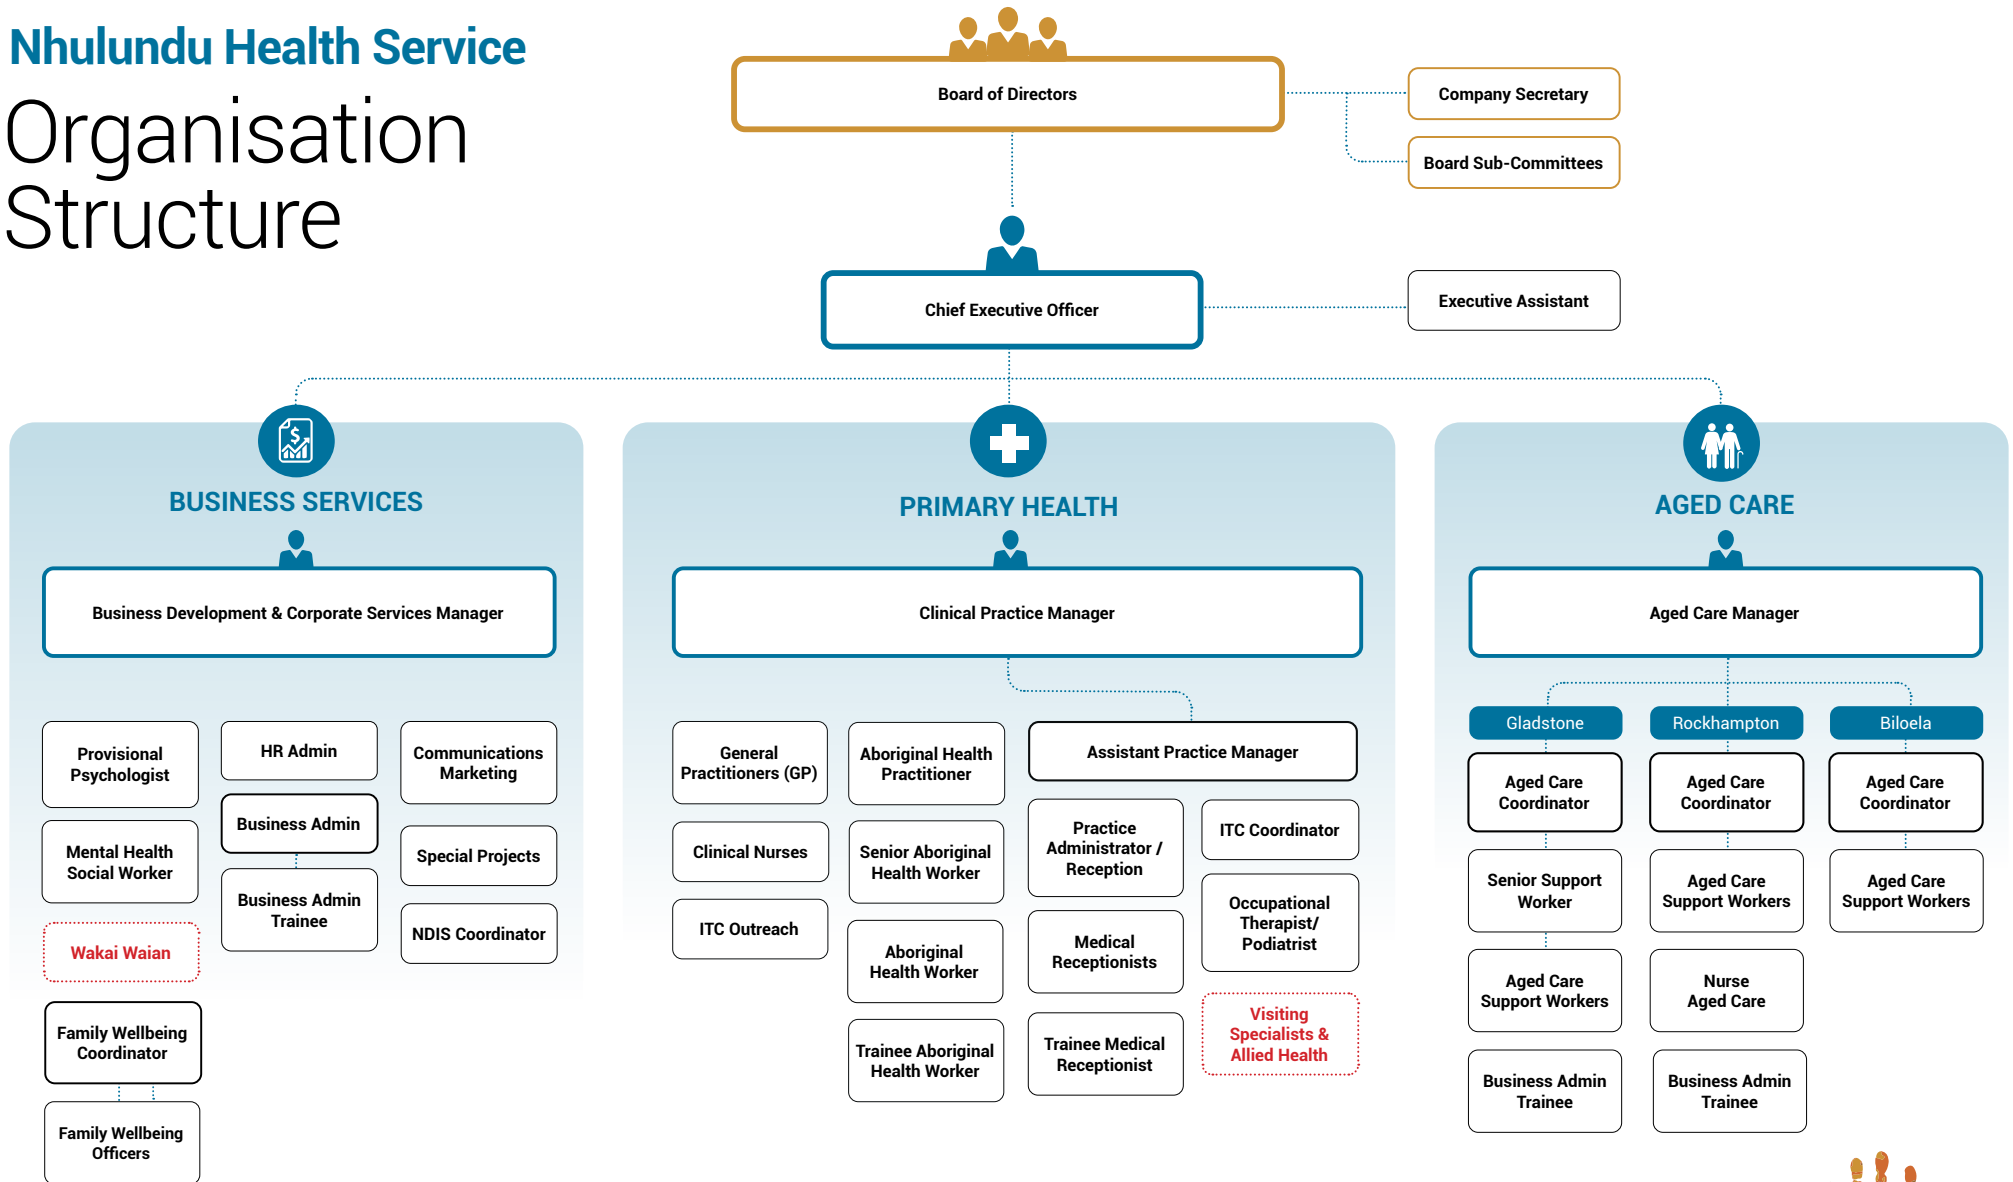 Nhulundu Health Service
Organisation
Structure
Board of Directors
Company Secretary
Board Sub-Committees
Chief Executive Officer
Executive Assistant
BUSINESS SERVICES
Business Development & Corporate Services Manager
Provisional
Psychologist
Mental Health
Social Worker
Wakai Waian
Family Wellbeing
Coordinator
Family Wellbeing
Officers
HR Admin
Business Admin
Business Admin
Trainee
Communications
Marketing
Special Projects
NDIS Coordinator
PRIMARY HEALTH
Clinical Practice Manager
General
Practitioners (GP)
Clinical Nurses
ITC Outreach
Aboriginal Health
Practitioner
Senior Aboriginal
Health Worker
Aboriginal
Health Worker
Trainee Aboriginal
Health Worker
Assistant Practice Manager
Practice
Administrator /
Reception
Medical
Receptionists
Trainee Medical
Receptionist
ITC Coordinator
Occupational
Therapist/
Podiatrist
Visiting
Specialists &
Allied Health
AGED CARE
Aged Care Manager
Gladstone
Aged Care
Coordinator
Senior Support
Worker
Aged Care
Support Workers
Business Admin
Trainee
Rockhampton
Aged Care
Coordinator
Aged Care
Support Workers
Nurse
Aged Care
Business Admin
Trainee
Biloela
Aged Care
Coordinator
Aged Care
Support Workers
$